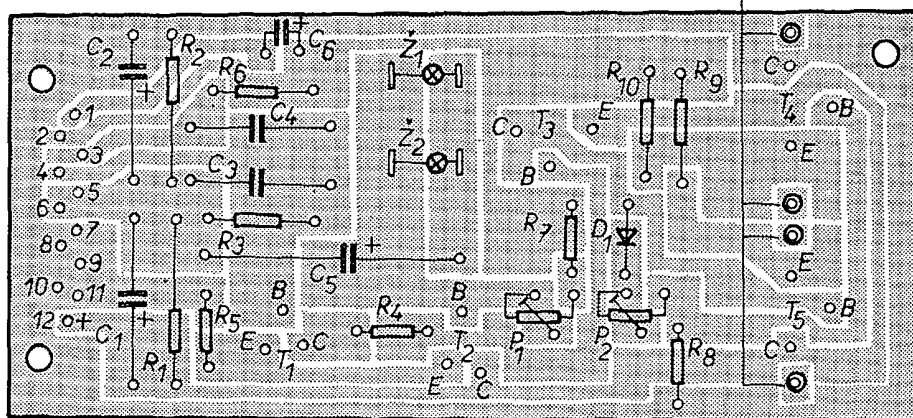 C2
R2
+
C6
Ž1
R6
+
R10
R9
C
C4
T4
B
1
2
C
T3
E
3
Ž2
B
E
4
C3
5
6
R3
7
R7
D1
8
+
E
9
C5
10
11
B
R4
B
T5
B
12
+
C1
+
R5
E
T1
C
T2
P1
P2
C
R1
E
C
R8